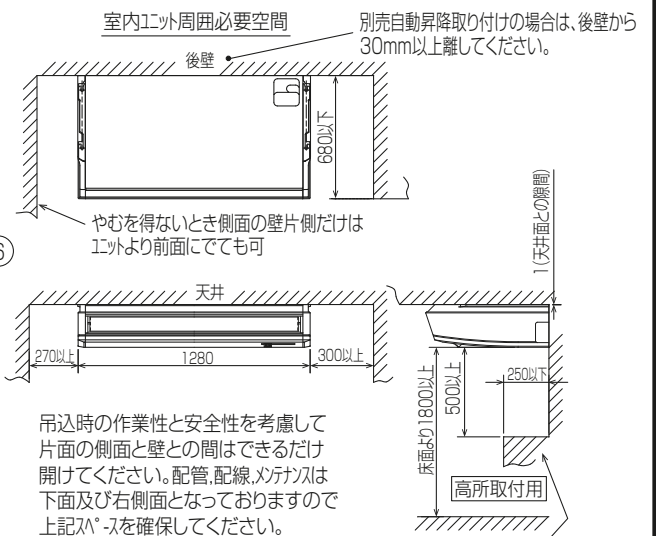 室内ユニット周囲必要空間
別売自動昇降取り付けの場合は、後壁から
30mm以上離してください。
後壁
680以下
やむを得ないとき側面の壁片側だけは
ユニットより前面にでても可
1(天井面との隙間)
天井
270以上
1280
300以上
250以下
500以上
床面より1800以上
高所取付用
吊込時の作業性と安全性を考慮して
片面の側面と壁との間はできるだけ
開けてください。配管,配線,メンテナンスは
下面及び右側面となっておりますので
上記スペースを確保してください。